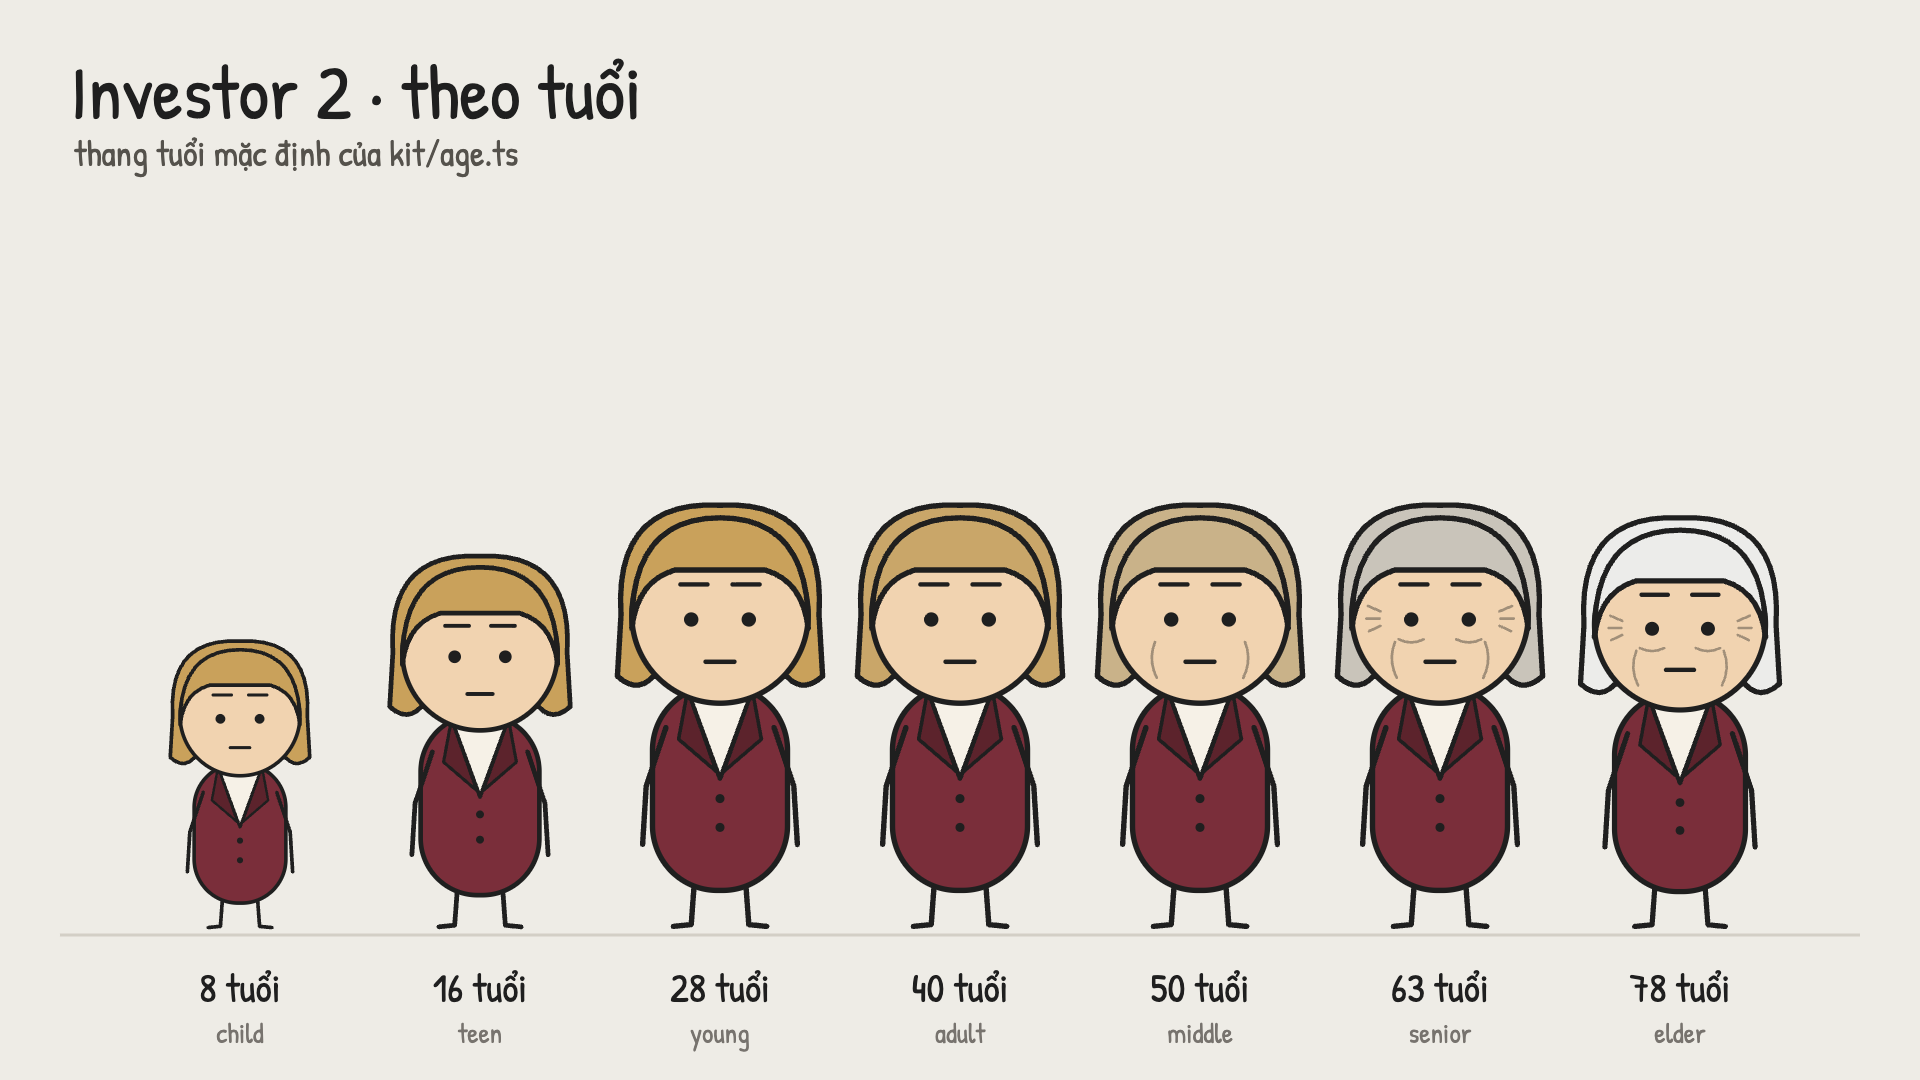 Investor 2 · theo tuổi
thang tuổi mặc định của kit/age.ts
8 tuổi
child
16 tuổi
teen
28 tuổi
young
40 tuổi
adult
50 tuổi
middle
63 tuổi
senior
78 tuổi
elder